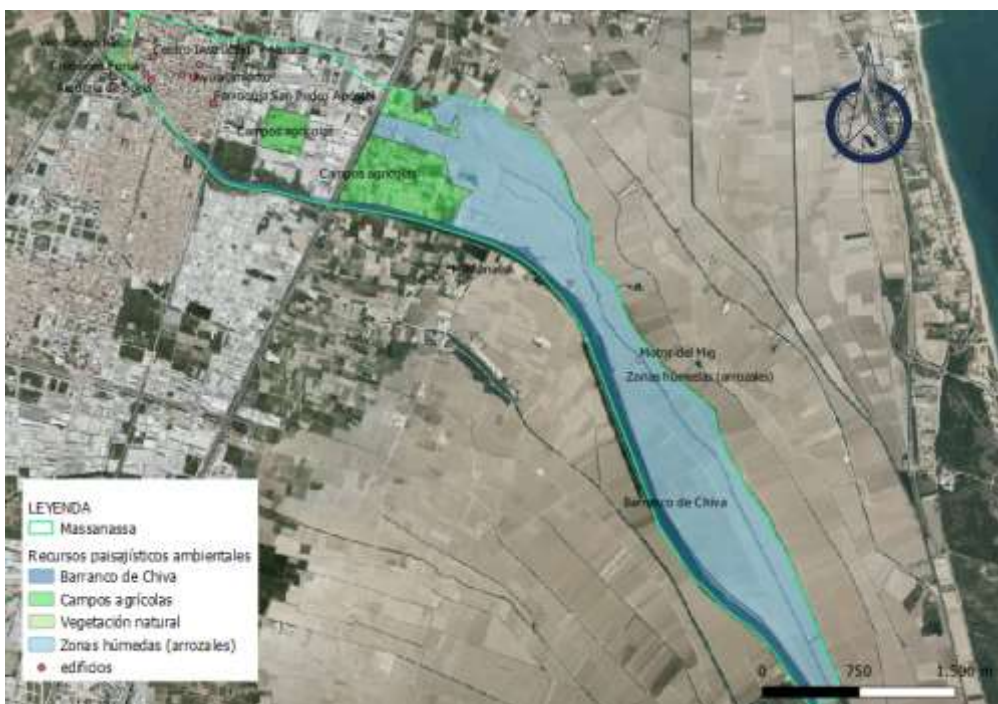 Parroquia San Pedro Apóstol
Campos agrícolas
Campos agrícolas
Motor del Mig
Zonas húmedas (arrozales)
Barranco de Chiva
LEYENDA
Massanassa
Recursos paisajísticos ambientales
Barranco de Chiva
Campos agrícolas
Vegetación natural
Zonas húmedas (arrozales)
edificios
0 750 1.500 m